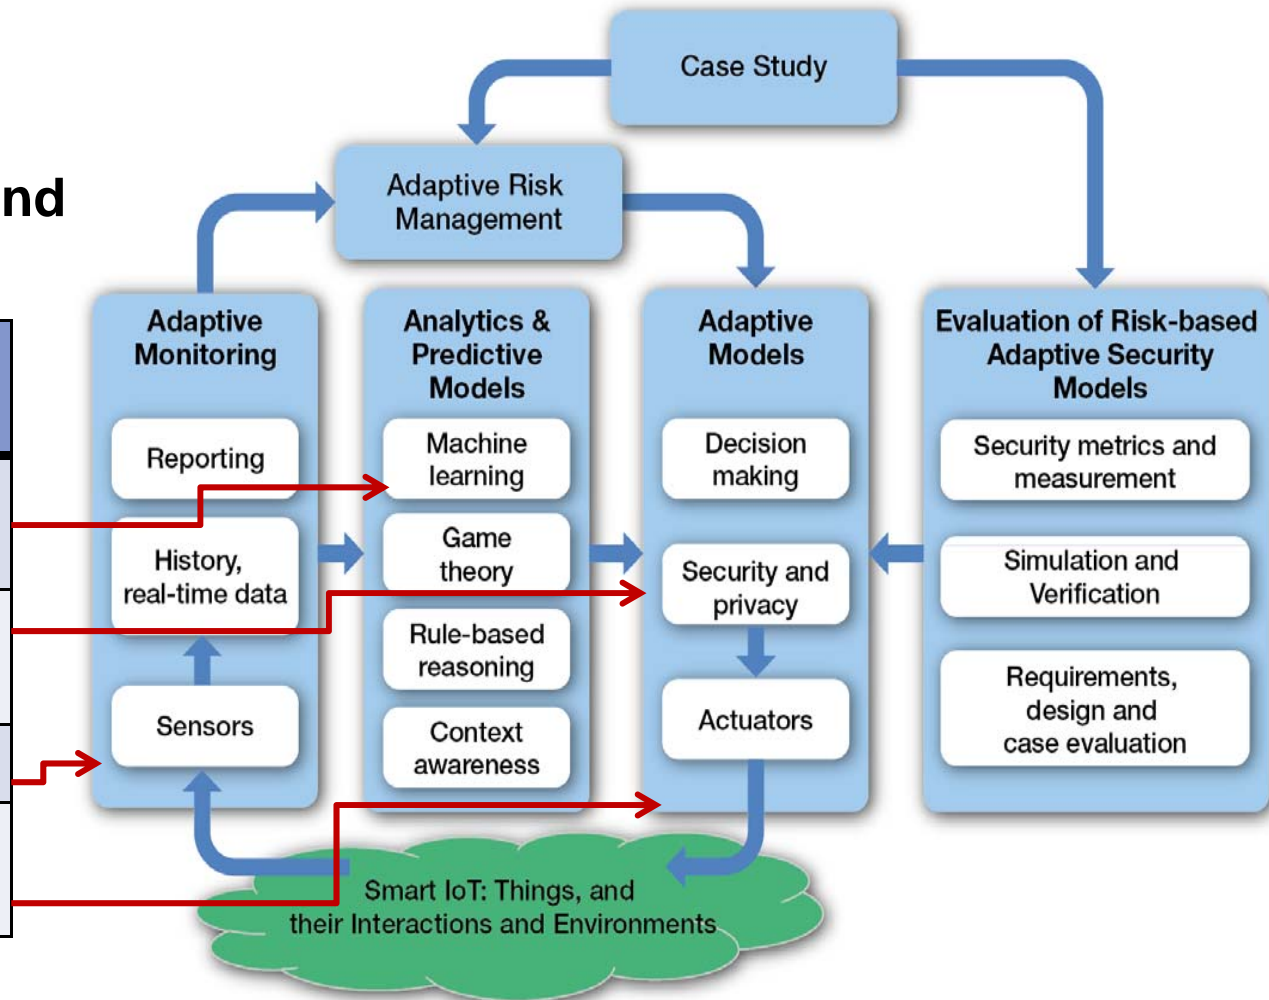 Case Study
nd
Adaptive Risk
Management
Adaptive
Monitoring
Reporting
History,
real-time data
Sensors
Analytics &
Predictive
Models
Machine
learning
Game
theory
Rule-based
reasoning
Context
awareness
Adaptive
Models
Decision
making
Security and
privacy
Actuators
Evaluation of Risk-based
Adaptive Security
Models
Security metrics and
measurement
Simulation and
Verification
Requirements,
design and
case evaluation
Smart IoT: Things, and
their Interactions and Environments